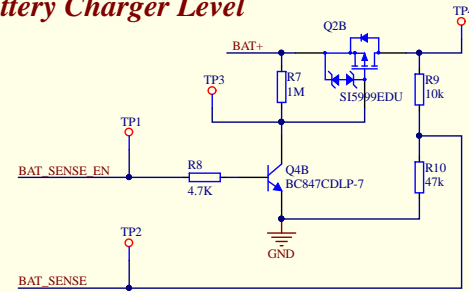 ttery Charger Level
Q2B
BAT+
TP3
R7
1M
SI5999EDU
R9
10k
TP1
BAT_SENSE_EN
R8
4.7K
Q4B
BC847CDLP-7
R10
47k
TP2
GND
BAT_SENSE